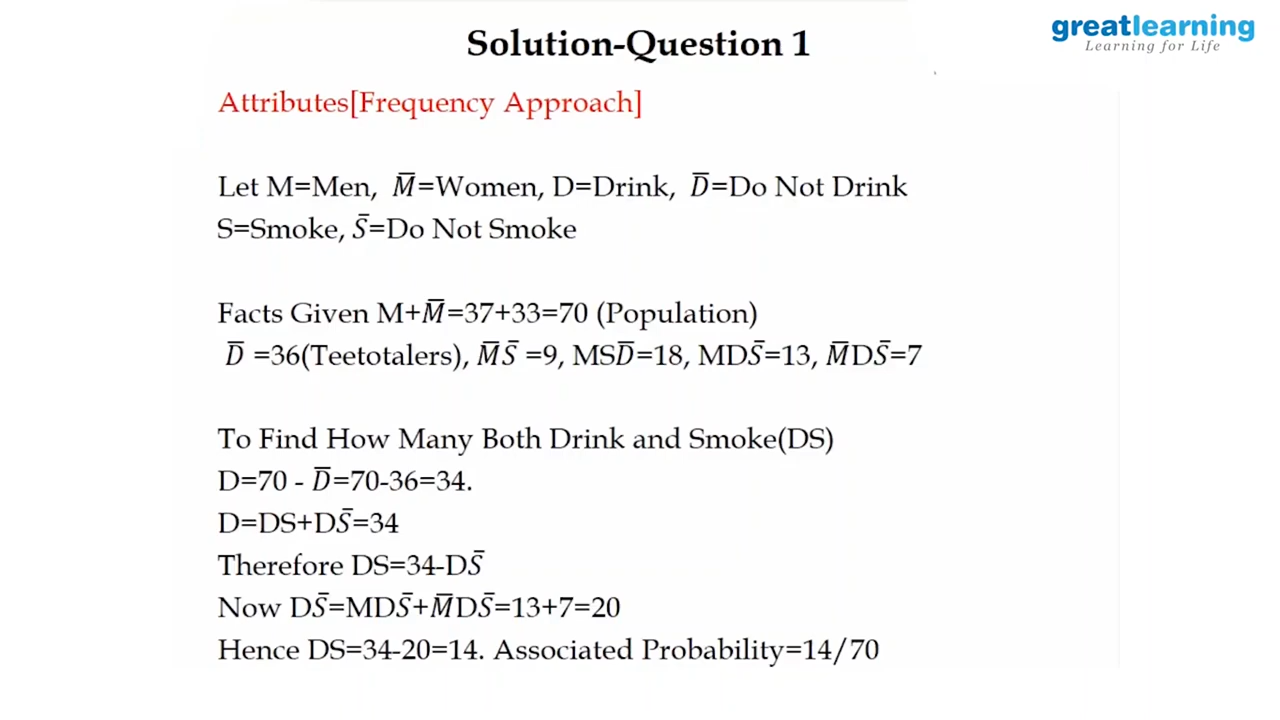 Solution-Question 1
greatlearning
Learning for Life
Attributes[Frequency Approach]
Let M=Men, M̅=Women, D=Drink, D̅=Do Not Drink
S=Smoke, S̄=Do Not Smoke
Facts Given M+M̅=37+33=70 (Population)
D̅ =36(Teetotalers), M̅S̄ =9, MSD̅=18, MDS̄=13, M̅DS̄=7
To Find How Many Both Drink and Smoke(DS)
D=70 - D̅=70-36=34.
D=DS+DS̄=34
Therefore DS=34-DS̄
Now DS̄=MDS̄+M̅DS̄=13+7=20
Hence DS=34-20=14. Associated Probability=14/70